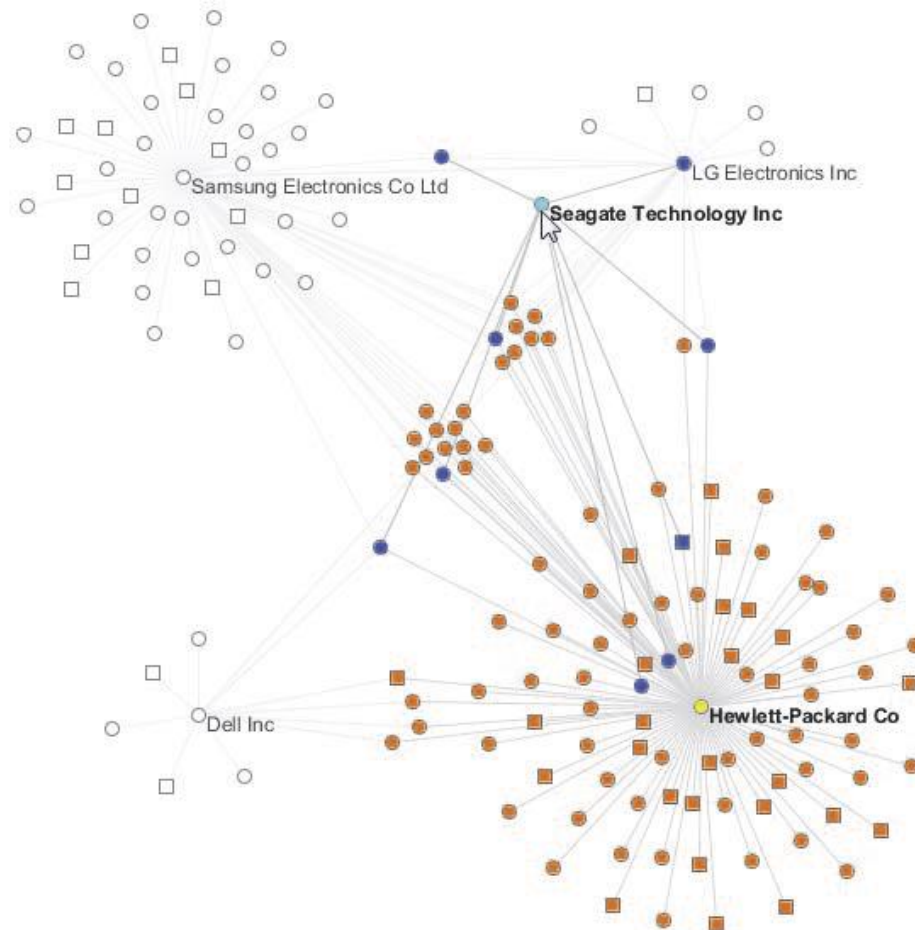 LG Electronics Inc
Samsung Electronics Co Ltd
Seagate Technology Inc
Dell Inc
Hewlett-Packard Co